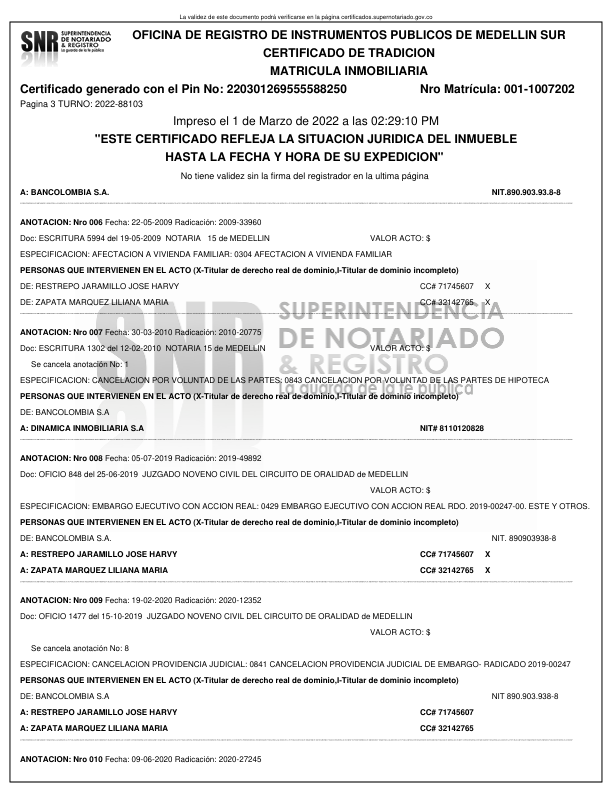 La validez de este documento podrá verificarse en la página certificados.supernotariado.gov.co
SNR SUPERINTENDENCIA DE NOTARIADO & REGISTRO
La guarda de la fe pública
OFICINA DE REGISTRO DE INSTRUMENTOS PUBLICOS DE MEDELLIN SUR
CERTIFICADO DE TRADICION
MATRICULA INMOBILIARIA
Certificado generado con el Pin No: 220301269555588250 Nro Matrícula: 001-1007202
Pagina 3 TURNO: 2022-88103
Impreso el 1 de Marzo de 2022 a las 02:29:10 PM
"ESTE CERTIFICADO REFLEJA LA SITUACION JURIDICA DEL INMUEBLE
HASTA LA FECHA Y HORA DE SU EXPEDICION"
No tiene validez sin la firma del registrador en la ultima página
A: BANCOLOMBIA S.A. NIT.890.903.93.8-8
ANOTACION: Nro 006 Fecha: 22-05-2009 Radicación: 2009-33960
Doc: ESCRITURA 5994 del 19-05-2009 NOTARIA 15 de MEDELLIN VALOR ACTO: $
ESPECIFICACION: AFECTACION A VIVIENDA FAMILIAR: 0304 AFECTACION A VIVIENDA FAMILIAR
PERSONAS QUE INTERVIENEN EN EL ACTO (X-Titular de derecho real de dominio,I-Titular de dominio incompleto)
DE: RESTREPO JARAMILLO JOSE HARVY CC# 71745607 X
DE: ZAPATA MARQUEZ LILIANA MARIA CC# 32142765 X
SNR SUPERINTENDENCIA
DE NOTARIADO
& REGISTRO
La guarda de la fe pública
ANOTACION: Nro 007 Fecha: 30-03-2010 Radicación: 2010-20775
Doc: ESCRITURA 1302 del 12-02-2010 NOTARIA 15 de MEDELLIN VALOR ACTO: $
Se cancela anotación No: 1
ESPECIFICACION: CANCELACION POR VOLUNTAD DE LAS PARTES: 0843 CANCELACION POR VOLUNTAD DE LAS PARTES DE HIPOTECA
PERSONAS QUE INTERVIENEN EN EL ACTO (X-Titular de derecho real de dominio,I-Titular de dominio incompleto)
DE: BANCOLOMBIA S.A
A: DINAMICA INMOBILIARIA S.A NIT# 8110120828
ANOTACION: Nro 008 Fecha: 05-07-2019 Radicación: 2019-49892
Doc: OFICIO 848 del 25-06-2019 JUZGADO NOVENO CIVIL DEL CIRCUITO DE ORALIDAD de MEDELLIN
VALOR ACTO: $
ESPECIFICACION: EMBARGO EJECUTIVO CON ACCION REAL: 0429 EMBARGO EJECUTIVO CON ACCION REAL RDO. 2019-00247-00. ESTE Y OTROS.
PERSONAS QUE INTERVIENEN EN EL ACTO (X-Titular de derecho real de dominio,I-Titular de dominio incompleto)
DE: BANCOLOMBIA S.A. NIT. 890903938-8
A: RESTREPO JARAMILLO JOSE HARVY CC# 71745607 X
A: ZAPATA MARQUEZ LILIANA MARIA CC# 32142765 X
ANOTACION: Nro 009 Fecha: 19-02-2020 Radicación: 2020-12352
Doc: OFICIO 1477 del 15-10-2019 JUZGADO NOVENO CIVIL DEL CIRCUITO DE ORALIDAD de MEDELLIN
VALOR ACTO: $
Se cancela anotación No: 8
ESPECIFICACION: CANCELACION PROVIDENCIA JUDICIAL: 0841 CANCELACION PROVIDENCIA JUDICIAL DE EMBARGO- RADICADO 2019-00247
PERSONAS QUE INTERVIENEN EN EL ACTO (X-Titular de derecho real de dominio,I-Titular de dominio incompleto)
DE: BANCOLOMBIA S.A NIT 890.903.938-8
A: RESTREPO JARAMILLO JOSE HARVY CC# 71745607
A: ZAPATA MARQUEZ LILIANA MARIA CC# 32142765
ANOTACION: Nro 010 Fecha: 09-06-2020 Radicación: 2020-27245